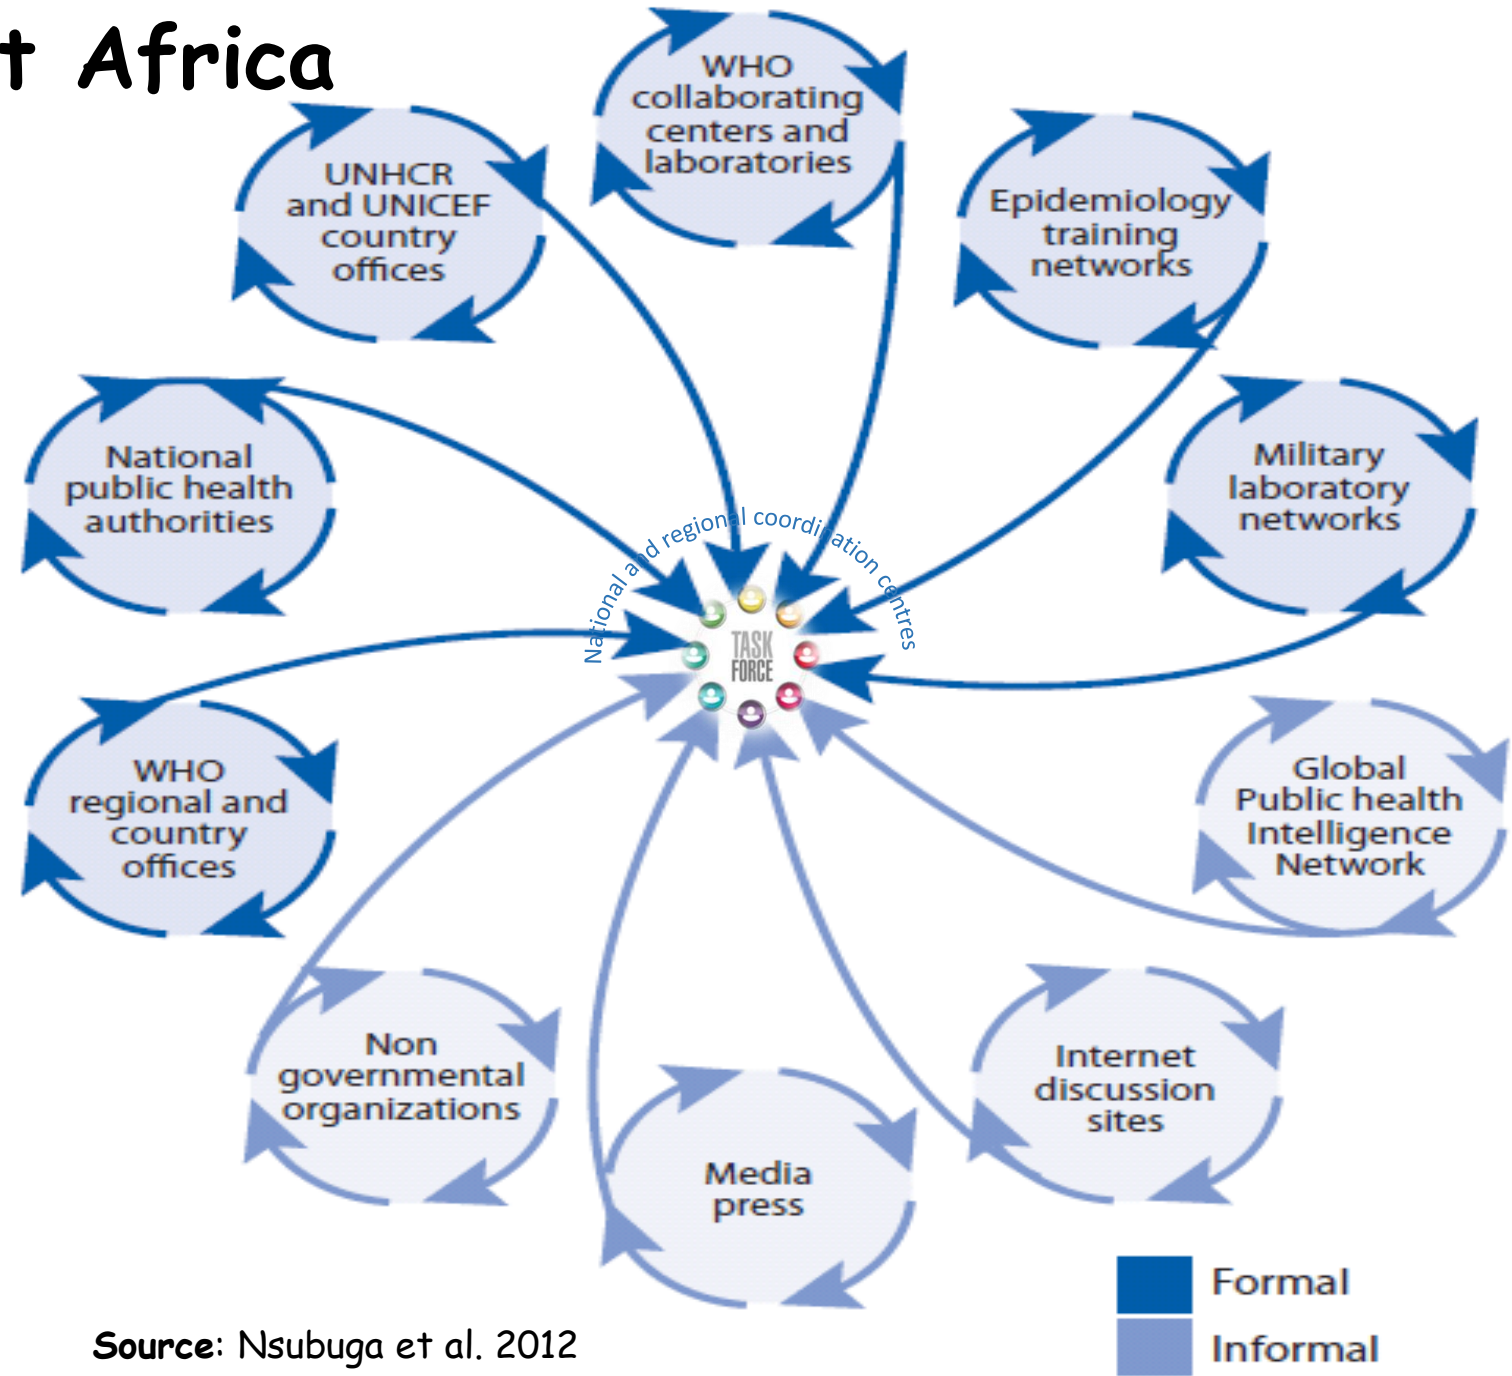 t Africa
WHO
collaborating
centers and
laboratories
UNHCR
and UNICEF
country
offices
Epidemiology
training
networks
National
public health
authorities
Military
laboratory
networks
National and regional coordination centres
TASK
FORCE
WHO
regional and
country
offices
Global
Public health
Intelligence
Network
Non
governmental
organizations
Internet
discussion
sites
Media
press
Formal
Informal
Source: Nsubuga et al. 2012